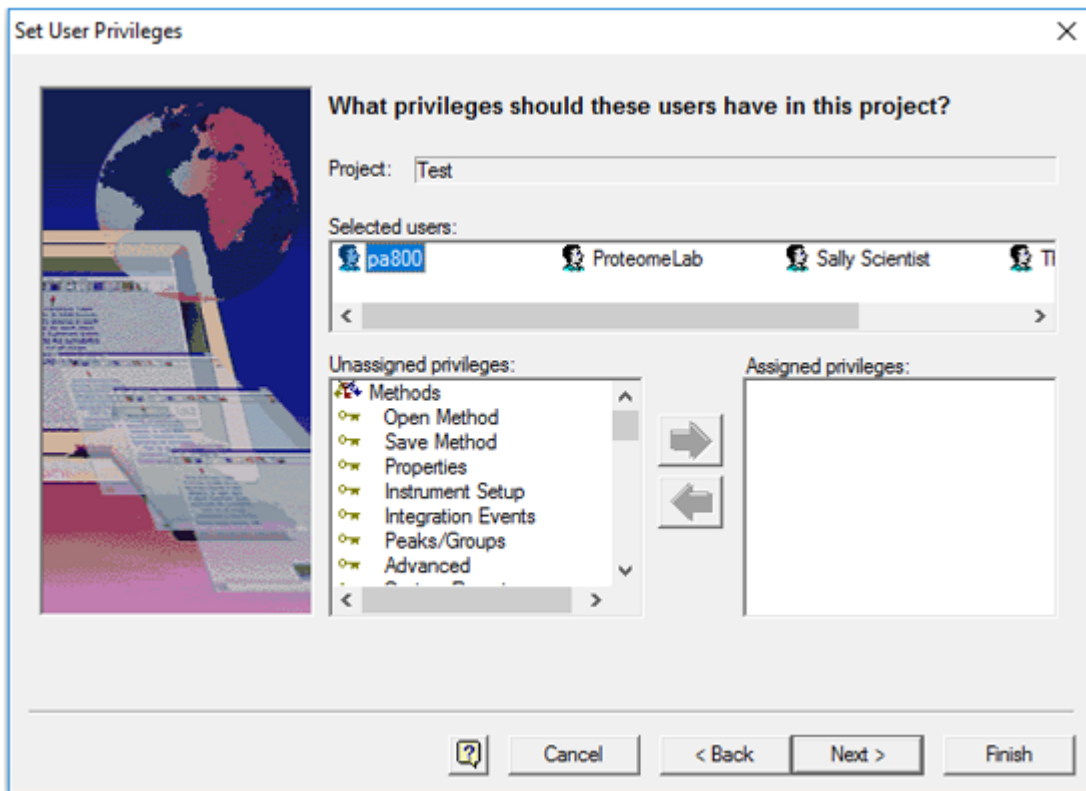 Set User Privileges
What privileges should these users have in this project?
Project: Test
Selected users:
pa800 ProteomeLab Sally Scientist
Unassigned privileges:
Methods
Open Method
Save Method
Properties
Instrument Setup
Integration Events
Peaks/Groups
Advanced
Assigned privileges:
Cancel < Back Next > Finish